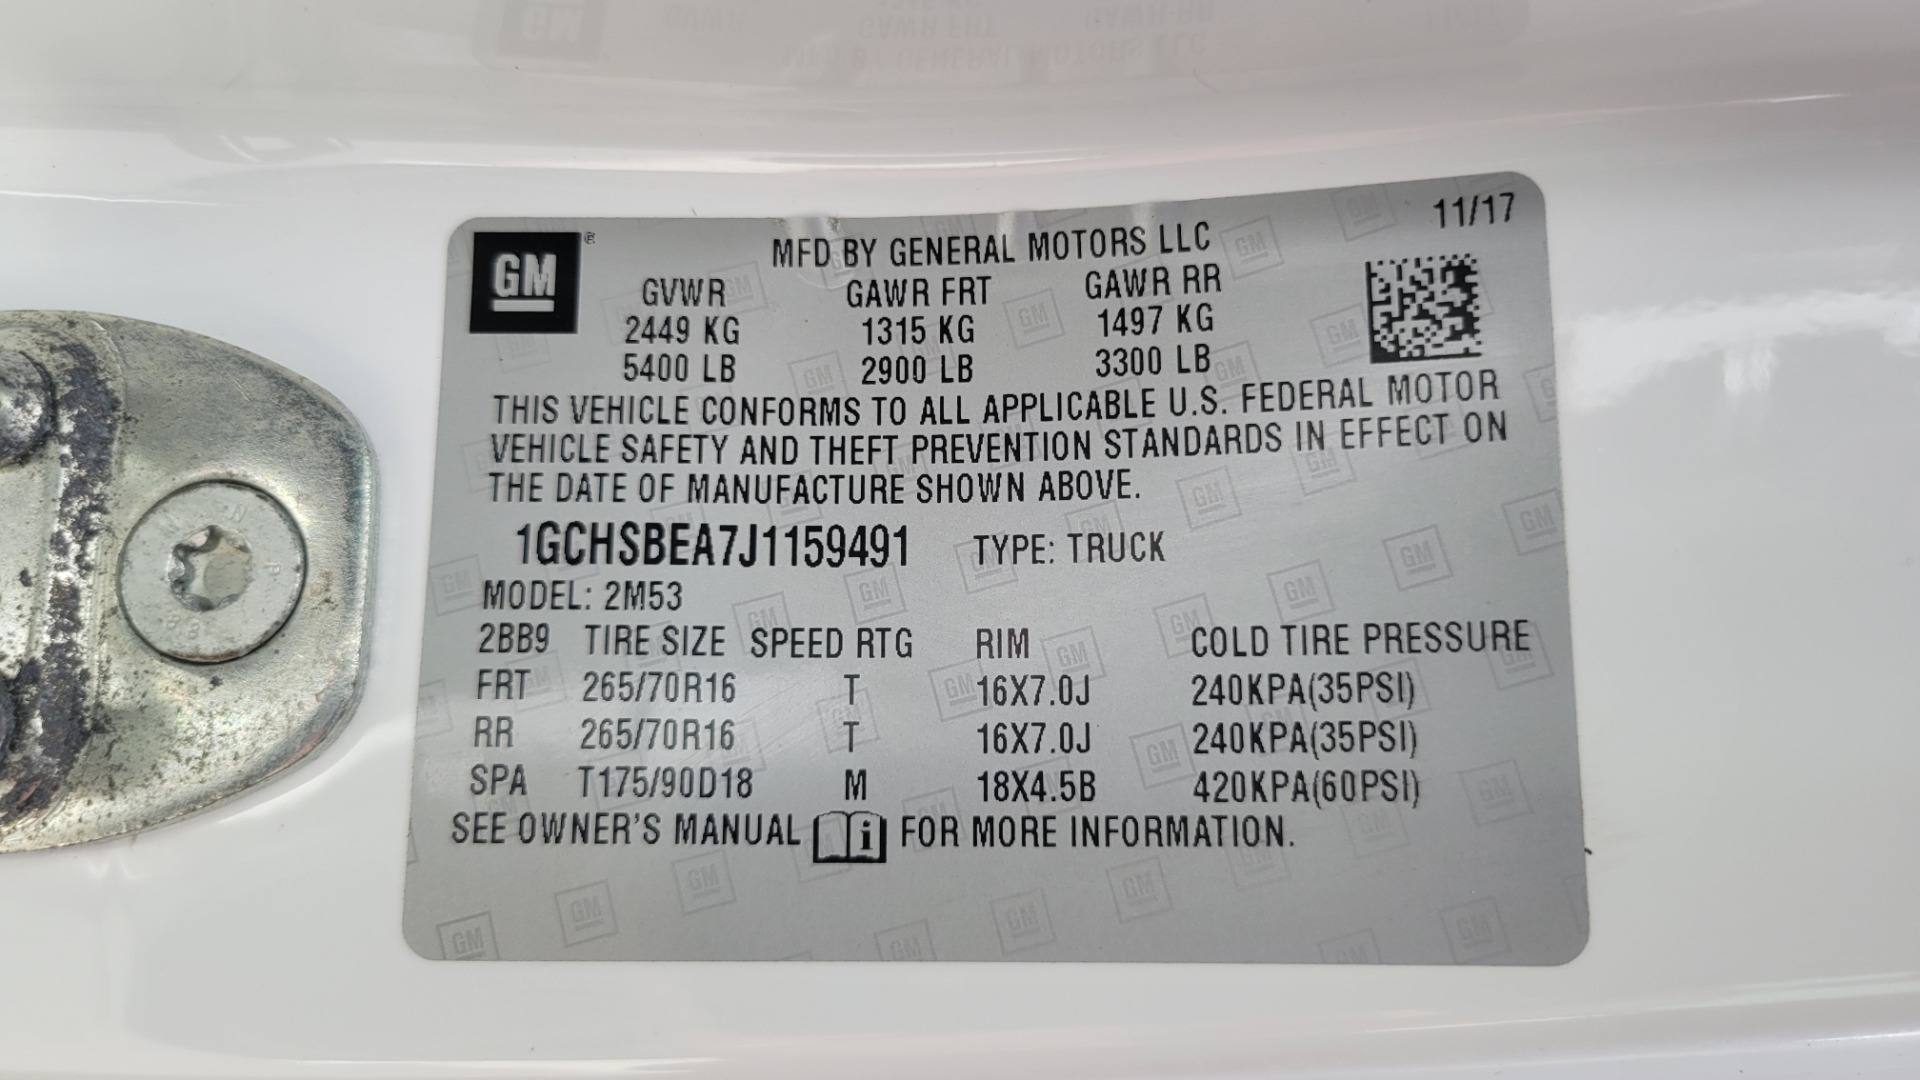 11/17
GM ®
MFD BY GENERAL MOTORS LLC
GVWR GAWR FRT GAWR RR
2449 KG 1315 KG 1497 KG
5400 LB 2900 LB 3300 LB
THIS VEHICLE CONFORMS TO ALL APPLICABLE U.S. FEDERAL MOTOR
VEHICLE SAFETY AND THEFT PREVENTION STANDARDS IN EFFECT ON
THE DATE OF MANUFACTURE SHOWN ABOVE.
1GCHSBEA7J1159491 TYPE: TRUCK
MODEL: 2M53
2BB9 TIRE SIZE SPEED RTG RIM COLD TIRE PRESSURE
FRT 265/70R16 T 16X7.0J 240KPA(35PSI)
RR 265/70R16 T 16X7.0J 240KPA(35PSI)
SPA T175/90D18 M 18X4.5B 420KPA(60PSI)
SEE OWNER'S MANUAL i FOR MORE INFORMATION.